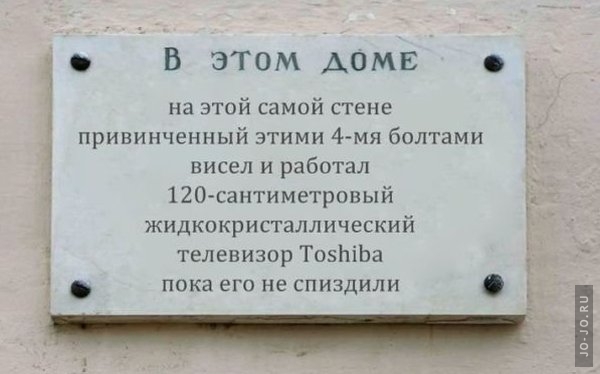 В ЭТОМ ДОМЕ
на этой самой стене
привинченный этими 4-мя болтами
висел и работал
120-сантиметровый
жидкокристаллический
телевизор Toshiba
пока его не спиздили
JO-JO.RU